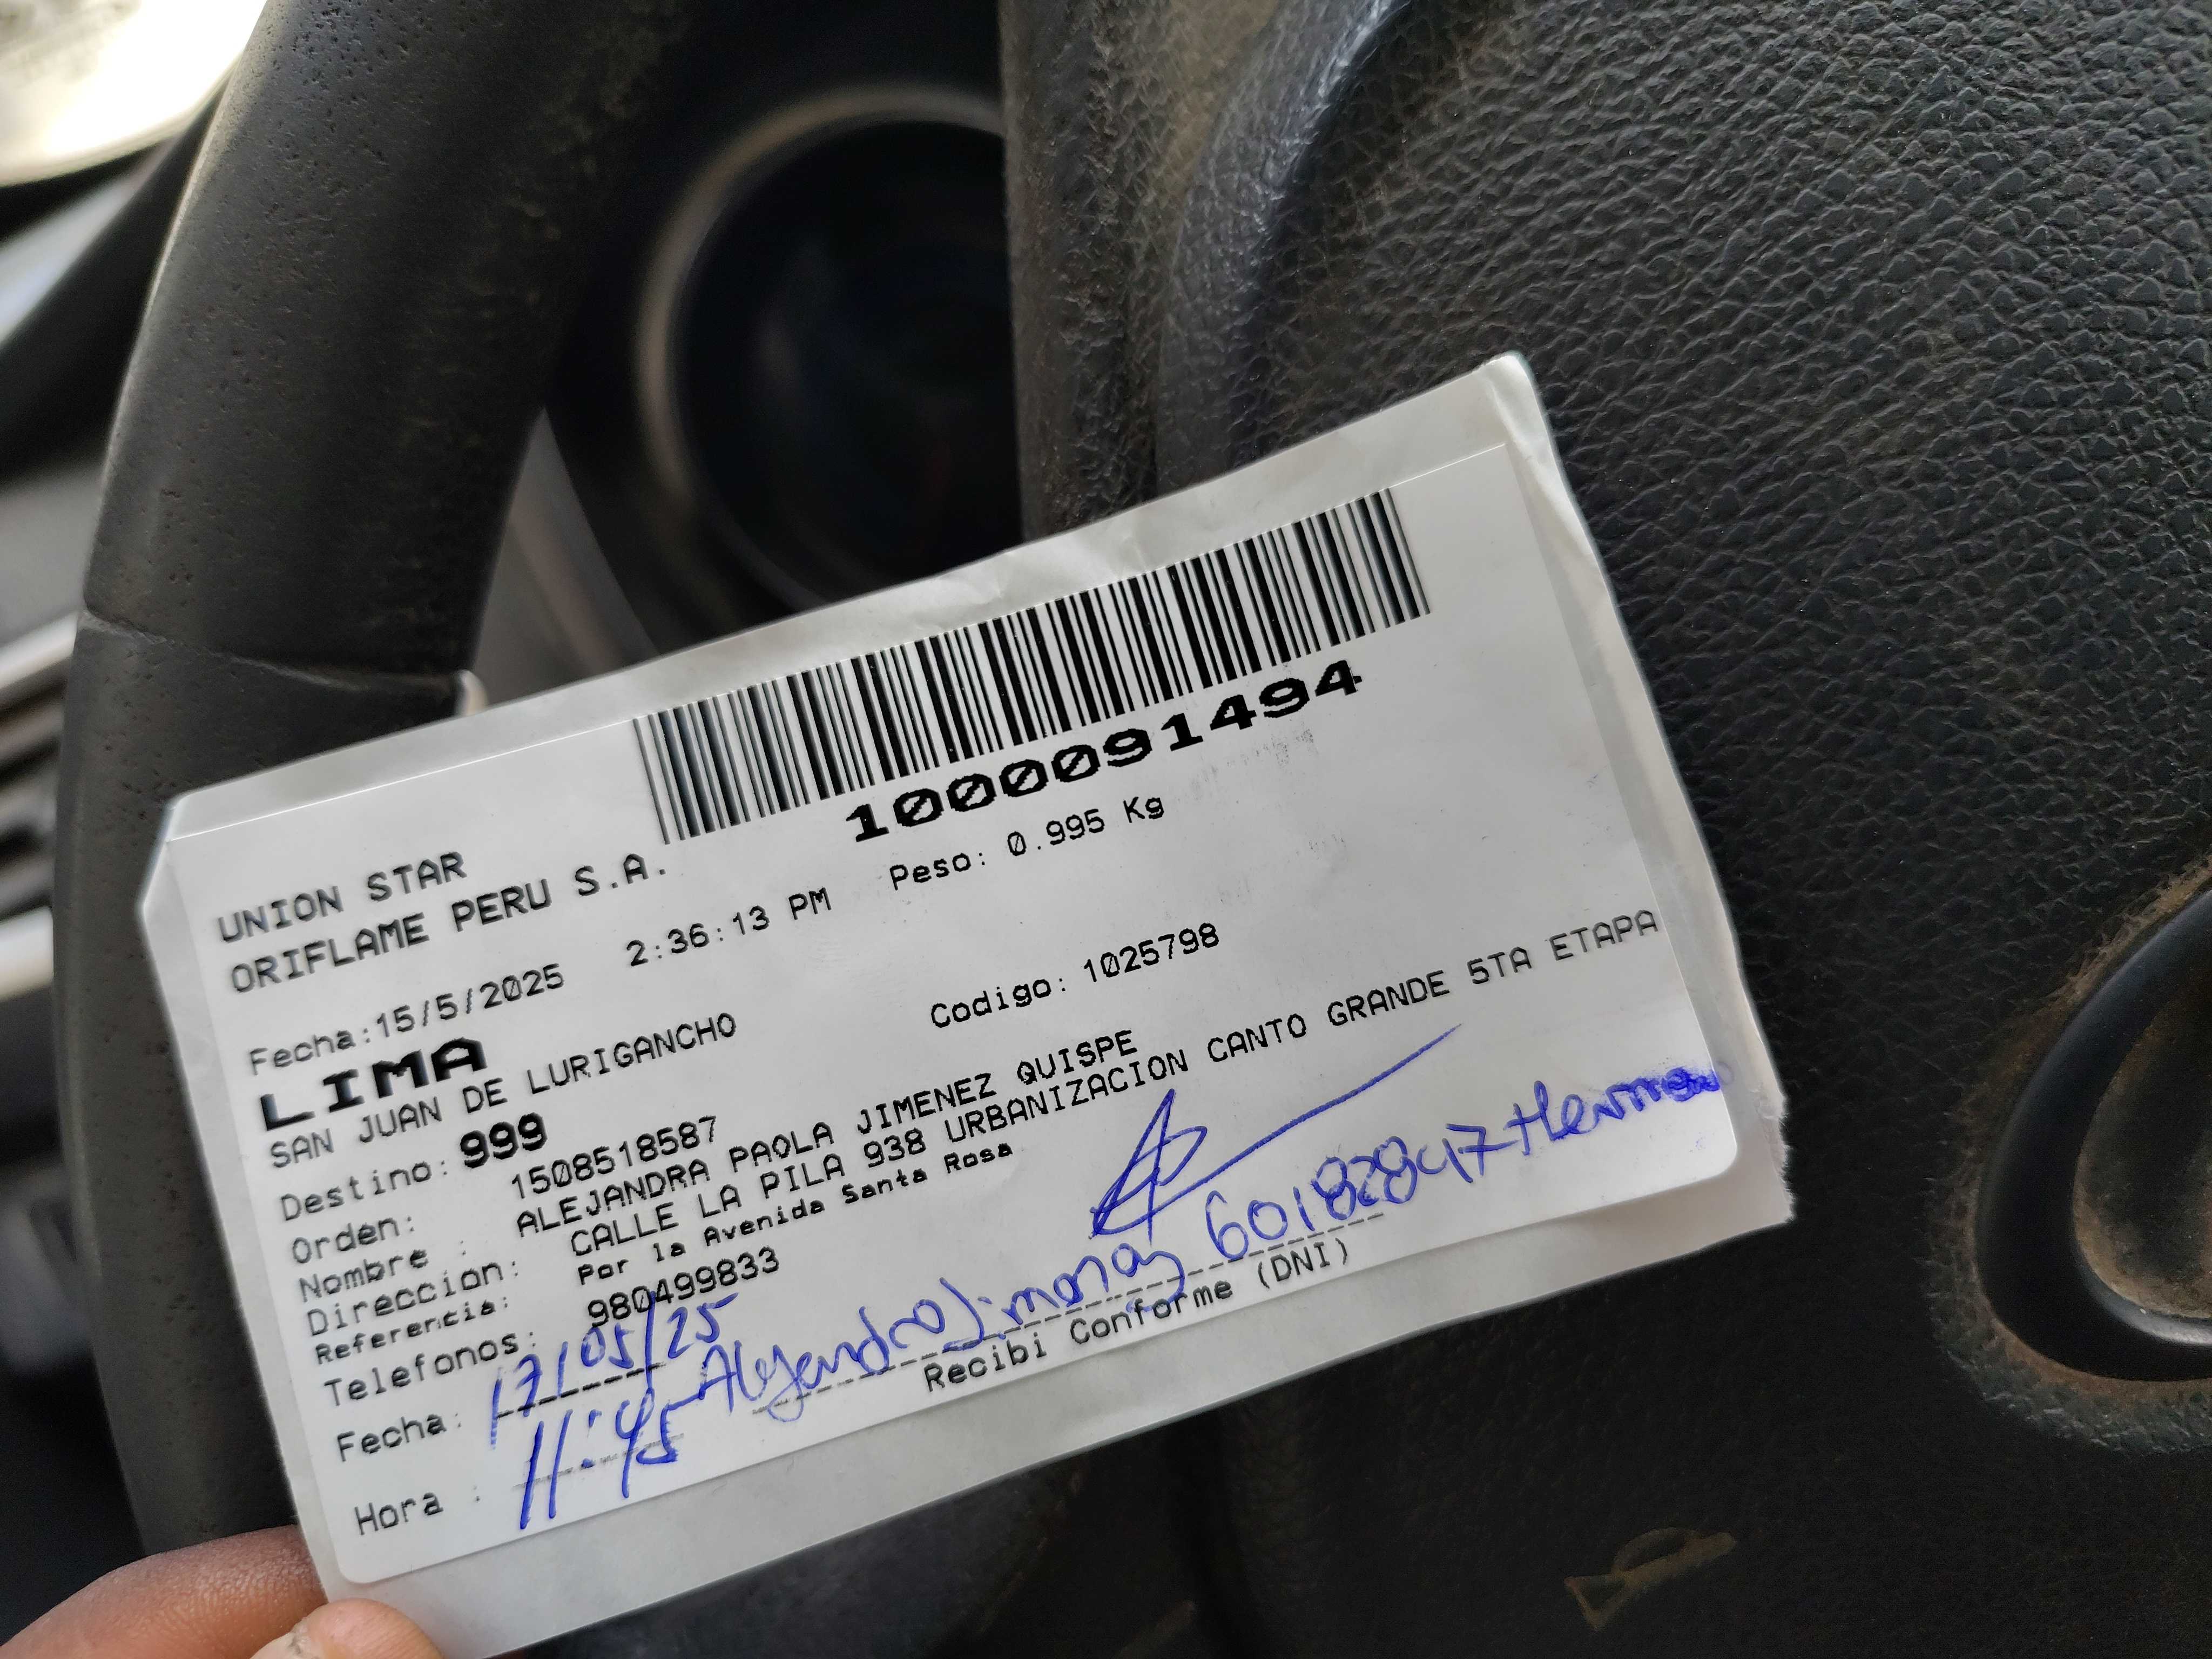 1000091494
UNION STAR
ORIFLAME PERU S.A.
Fecha:15/5/2025 2:36:13 PM Peso: 0.995 Kg
LIMA
SAN JUAN DE LURIGANCHO Codigo: 1025798
Destino: 999
Orden: 1508518587
Nombre : ALEJANDRA PAOLA JIMENEZ QUISPE
Direccion: CALLE LA PILA 938 URBANIZACION CANTO GRANDE 5TA ETAPA
Referencia: Por la Avenida Santa Rosa
Telefonos: 980499833
Fecha: 17/05/25
Hora : 11:45
Recibi Conforme (DNI)